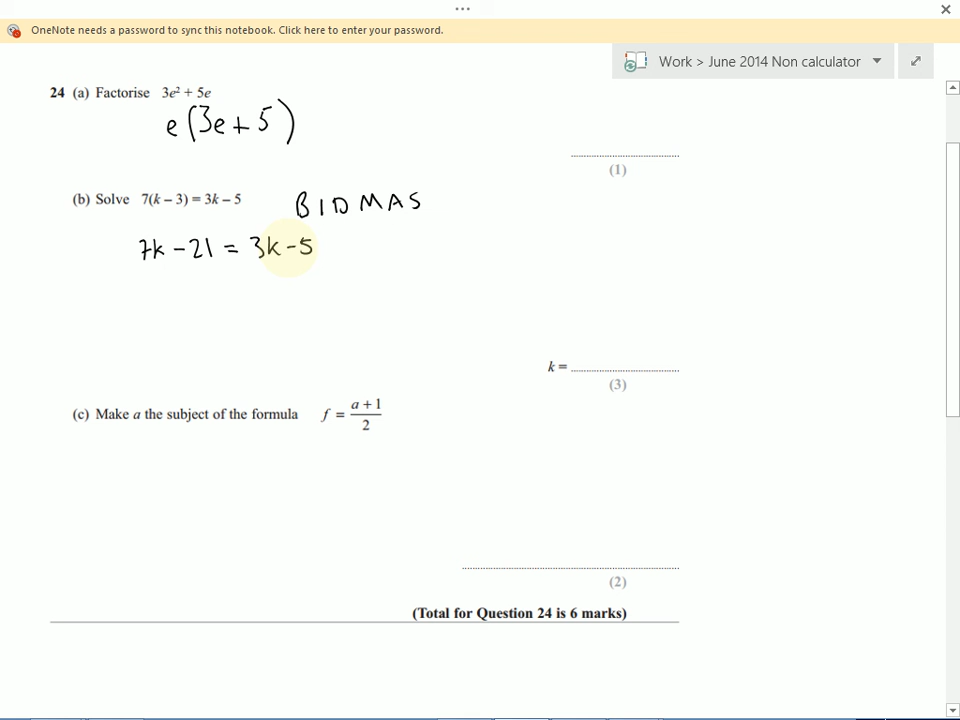 OneNote needs a password to sync this notebook. Click here to enter your password.
Work > June 2014 Non calculator
24 (a) Factorise 3e² + 5e
e(3e + 5)
(1)
(b) Solve 7(k – 3) = 3k – 5
BIDMAS
7k - 21 = 3k - 5
k =
(3)
(c) Make a the subject of the formula f = (a + 1)/2
(2)
(Total for Question 24 is 6 marks)